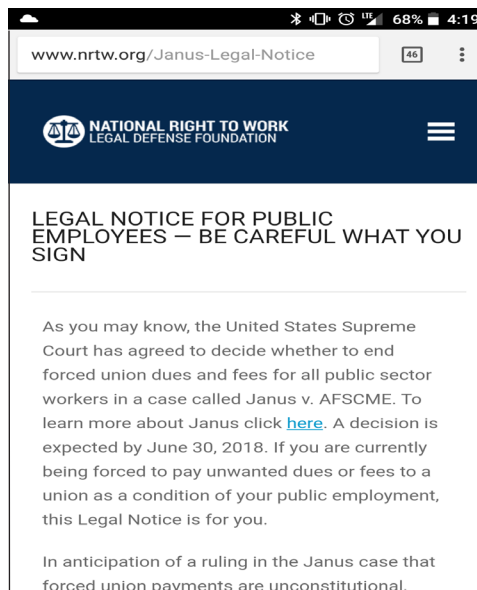 LTE 68% 4:19
www.nrtw.org/Janus-Legal-Notice 46
NATIONAL RIGHT TO WORK
LEGAL DEFENSE FOUNDATION
LEGAL NOTICE FOR PUBLIC
EMPLOYEES — BE CAREFUL WHAT YOU
SIGN
As you may know, the United States Supreme
Court has agreed to decide whether to end
forced union dues and fees for all public sector
workers in a case called Janus v. AFSCME. To
learn more about Janus click here. A decision is
expected by June 30, 2018. If you are currently
being forced to pay unwanted dues or fees to a
union as a condition of your public employment,
this Legal Notice is for you.
In anticipation of a ruling in the Janus case that
forced union payments are unconstitutional,